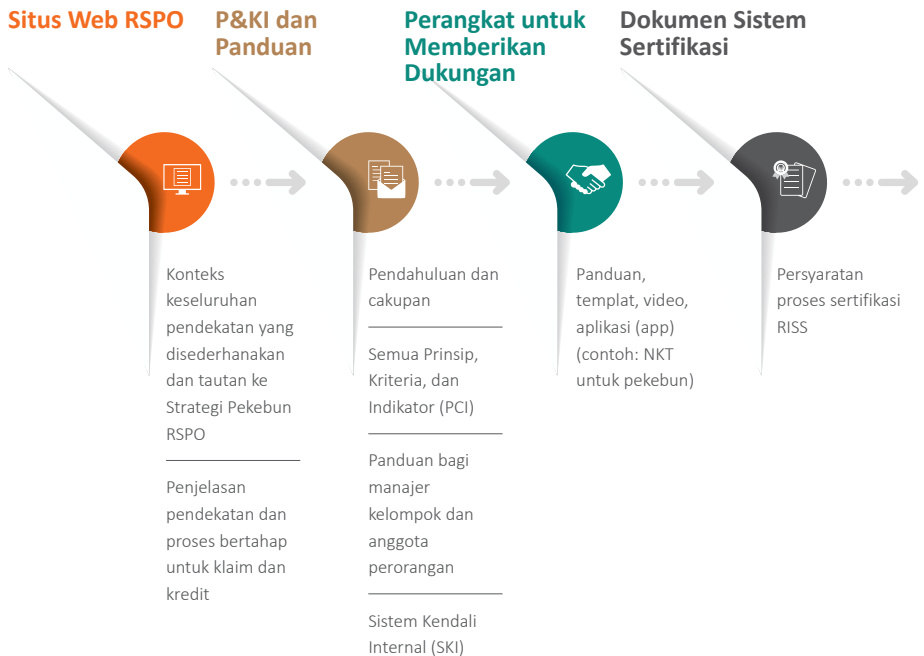 Situs Web RSPO
P&KI dan
Panduan
Perangkat untuk
Memberikan
Dukungan
Dokumen Sistem
Sertifikasi
Konteks
keseluruhan
pendekatan yang
disederhanakan
dan tautan ke
Strategi Pekebun
RSPO
Penjelasan
pendekatan dan
proses bertahap
untuk klaim dan
kredit
Pendahuluan dan
cakupan
Semua Prinsip,
Kriteria, dan
Indikator (PCI)
Panduan bagi
manajer
kelompok dan
anggota
perorangan
Sistem Kendali
Internal (SKI)
Panduan,
templat, video,
aplikasi (app)
(contoh: NKT
untuk pekebun)
Persyaratan
proses sertifikasi
RISS